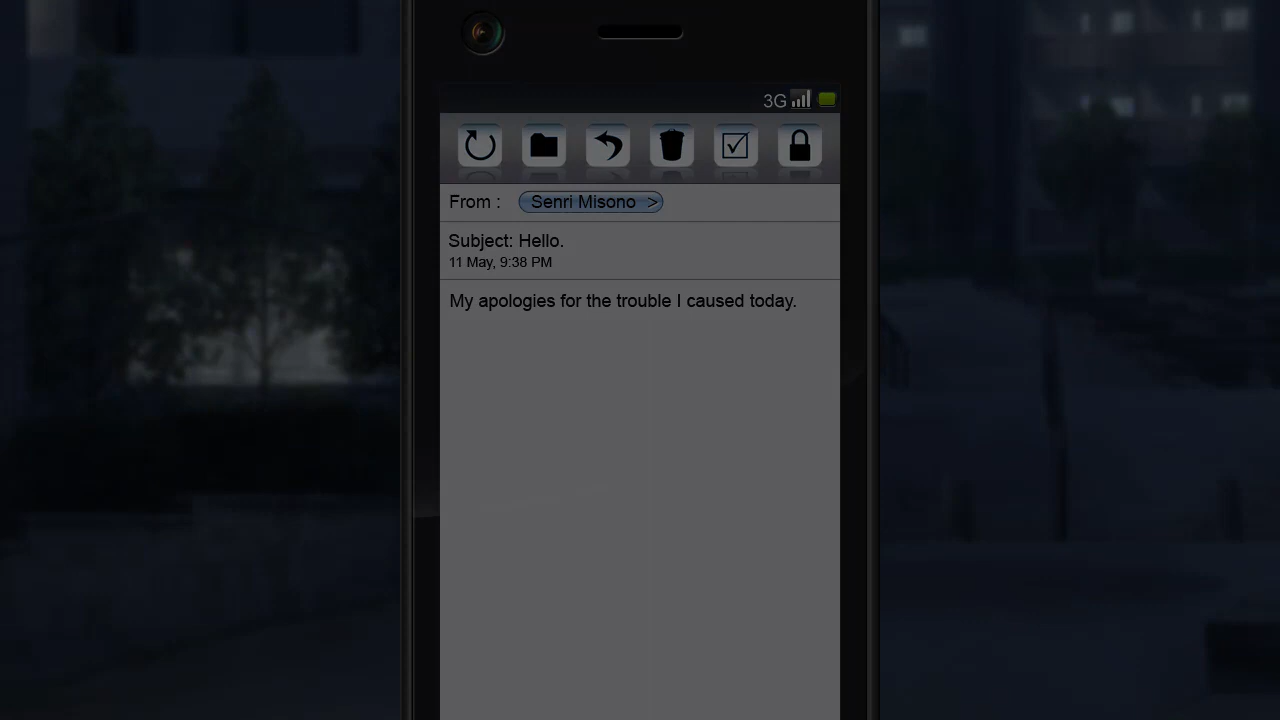 3G
From : Senri Misono >
Subject: Hello.
11 May, 9:38 PM
My apologies for the trouble I caused today.